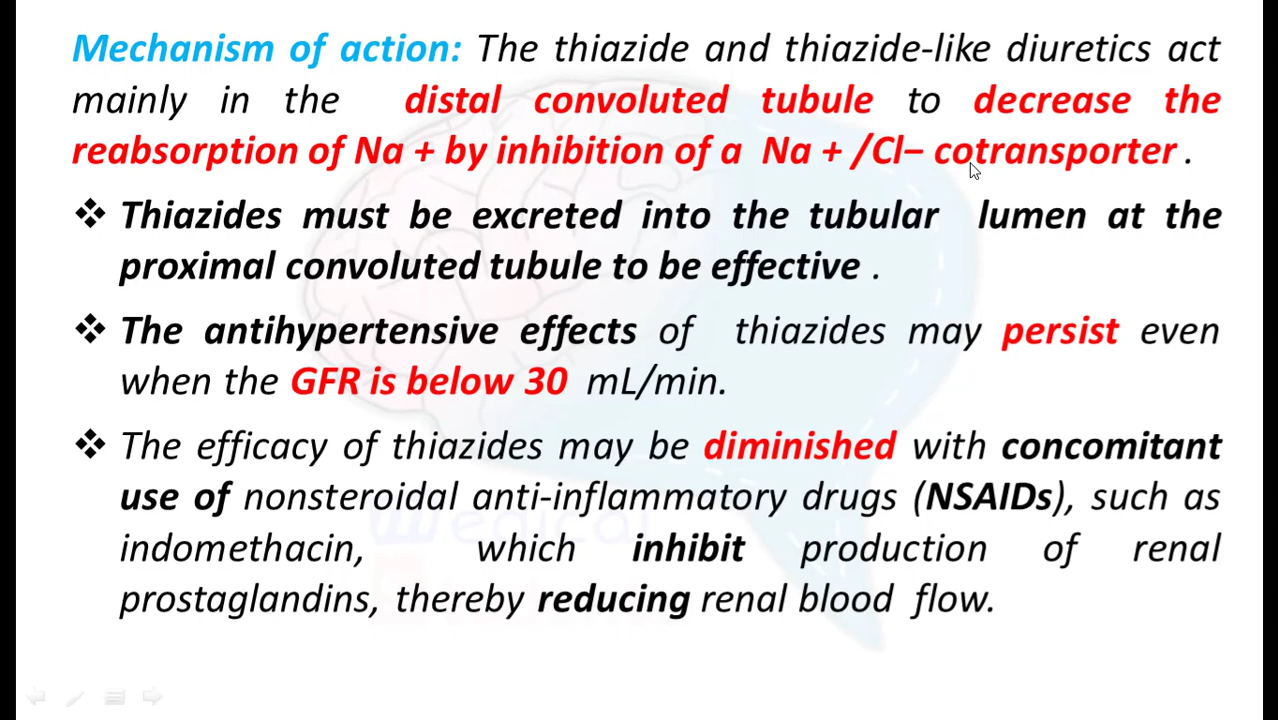 Mechanism of action: The thiazide and thiazide-like diuretics act
mainly in the distal convoluted tubule to decrease the
reabsorption of Na + by inhibition of a Na + /Cl– cotransporter .
❖ Thiazides must be excreted into the tubular lumen at the
proximal convoluted tubule to be effective .
❖ The antihypertensive effects of thiazides may persist even
when the GFR is below 30 mL/min.
❖ The efficacy of thiazides may be diminished with concomitant
use of nonsteroidal anti-inflammatory drugs (NSAIDs), such as
indomethacin, which inhibit production of renal
prostaglandins, thereby reducing renal blood flow.